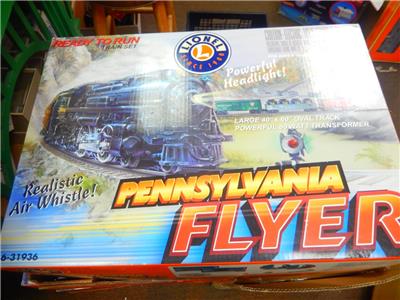 READY TO RUN
TRAIN SET
LIONEL
L
SINCE 1900
Powerful
Headlight!
LARGE 40" x 60" OVAL TRACK
POWERFUL 80 WATT TRANSFORMER
Realistic
Air Whistle!
PENNSYLVANIA
FLYER
6-31936